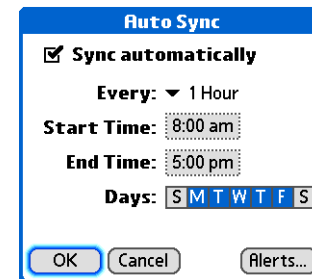 Auto Sync
Sync automatically
Every: 1 Hour
Start Time: 8:00 am
End Time: 5:00 pm
Days: S M T W T F S
OK Cancel Alerts...